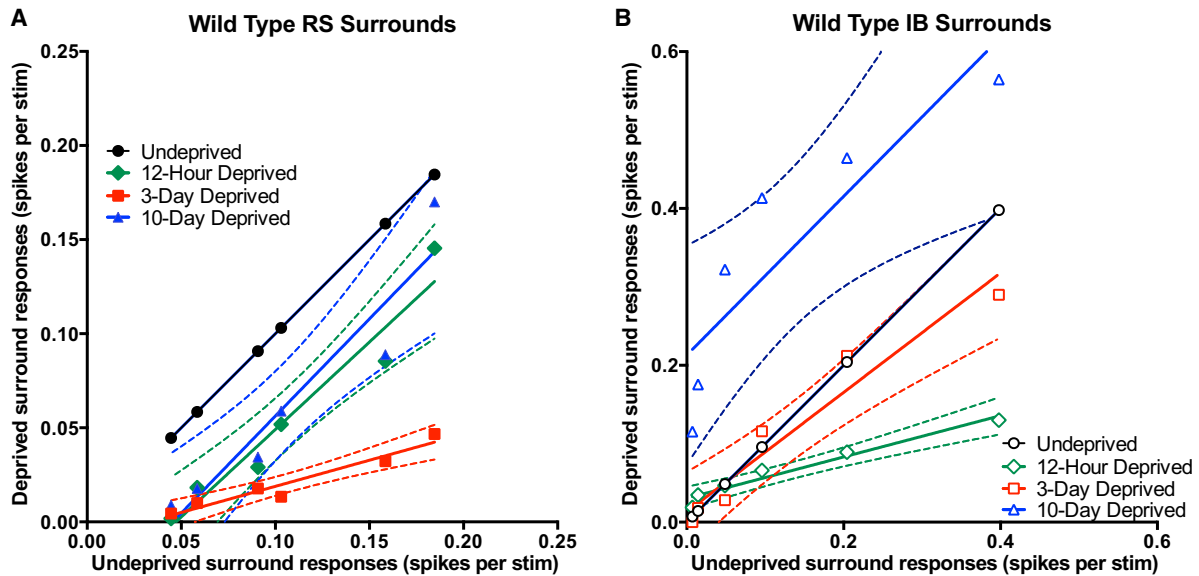 A
Wild Type RS Surrounds
Deprived surround responses (spikes per stim)
0.25
0.20
0.15
0.10
0.05
0.00
Undeprived
12-Hour Deprived
3-Day Deprived
10-Day Deprived
0.00
0.05
0.10
0.15
0.20
0.25
Undeprived surround responses (spikes per stim)
B
Wild Type IB Surrounds
Deprived surround responses (spikes per stim)
0.6
0.4
0.2
0.0
Undeprived
12-Hour Deprived
3-Day Deprived
10-Day Deprived
0.0
0.2
0.4
0.6
Undeprived surround responses (spikes per stim)